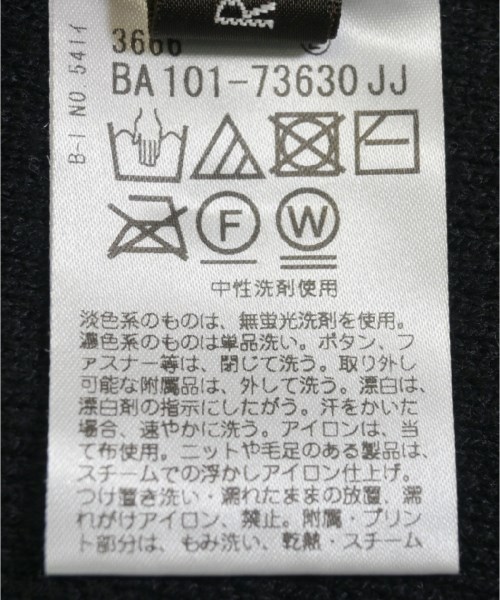 3666
BA101-73630JJ
B-1 NO.541イ
F
W
中性洗剤使用
淡色系のものは、無蛍光洗剤を使用。
濃色系のものは単品洗い。ボタン、フ
ァスナー等は、閉じて洗う。取り外し
可能な附属品は、外して洗う。漂白は、
漂白剤の指示にしたがう。汗をかいた
場合、速やかに洗う。アイロンは、当
て布使用。ニットや毛足のある製品は、
スチームでの浮かしアイロン仕上げ。
つけ置き洗い・濡れたままの放置、濡
れがけアイロン、禁止。附属・プリン
ト部分は、もみ洗い、乾熱・スチーム